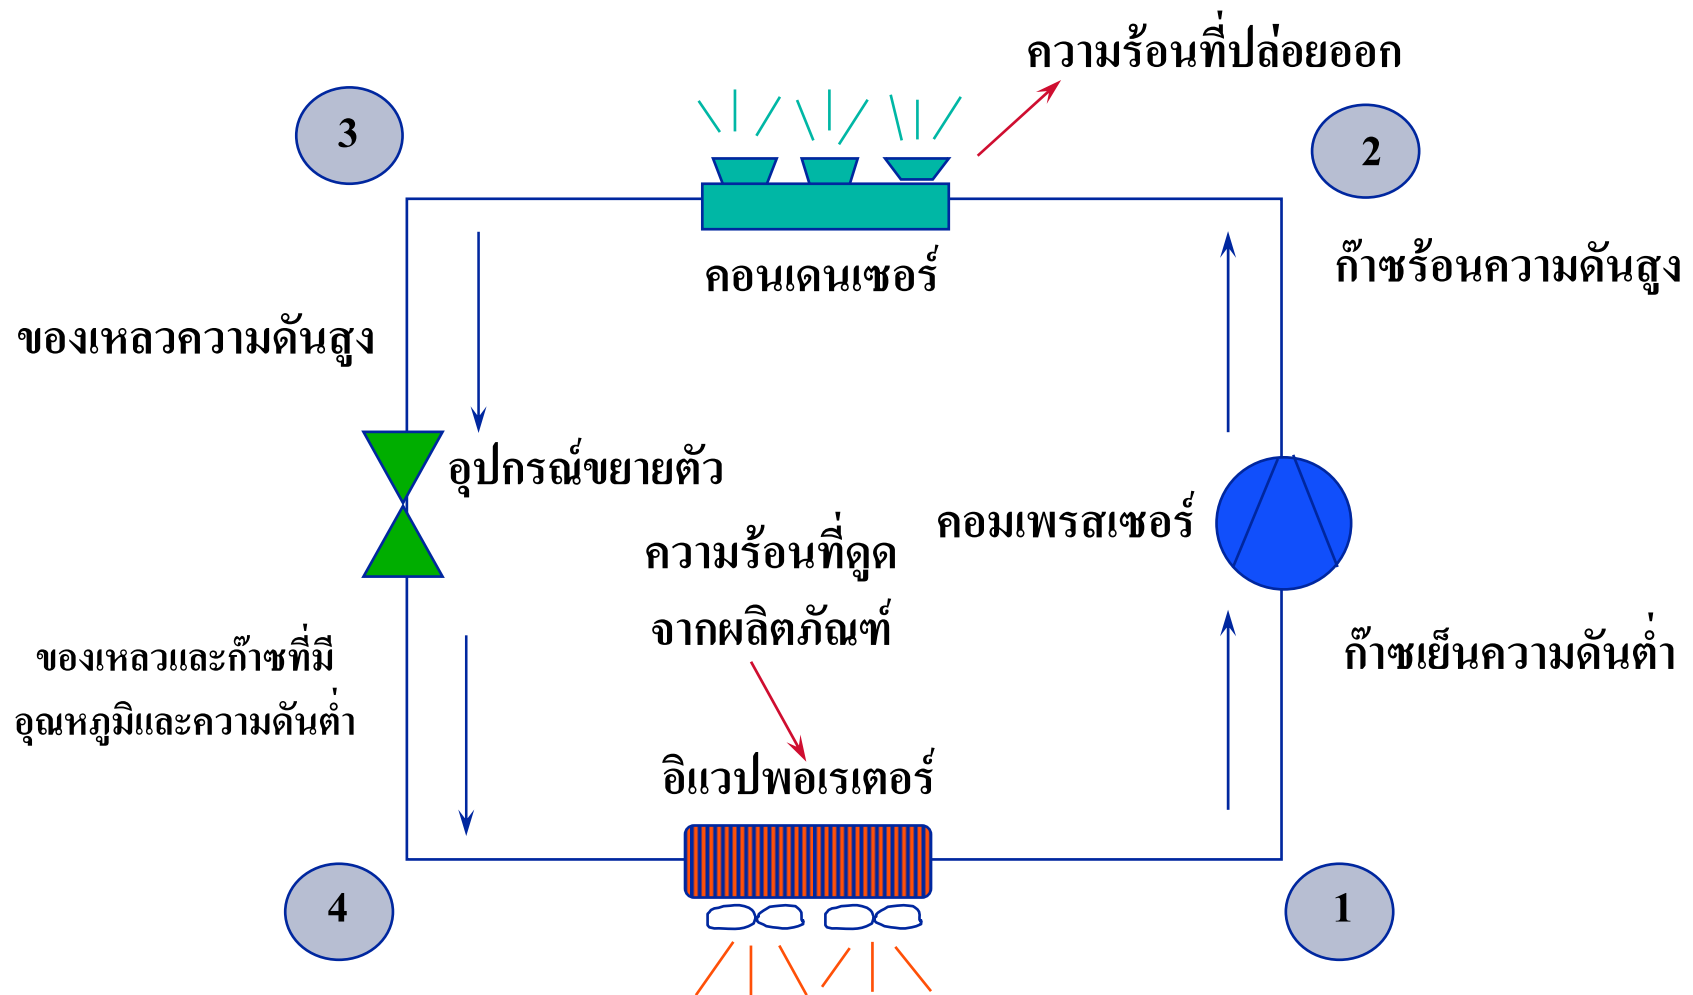 ความร้อนที่ปล่อยออก
3
2
คอนเดนเซอร์
ก๊าซร้อนความดันสูง
ของเหลวความดันสูง
อุปกรณ์ขยายตัว
คอมเพรสเซอร์
ความร้อนที่ดูด
จากผลิตภัณฑ์
ของเหลวและก๊าซที่มี
อุณหภูมิและความดันต่ำ
ก๊าซเย็นความดันต่ำ
อิแวปพอเรเตอร์
4
1